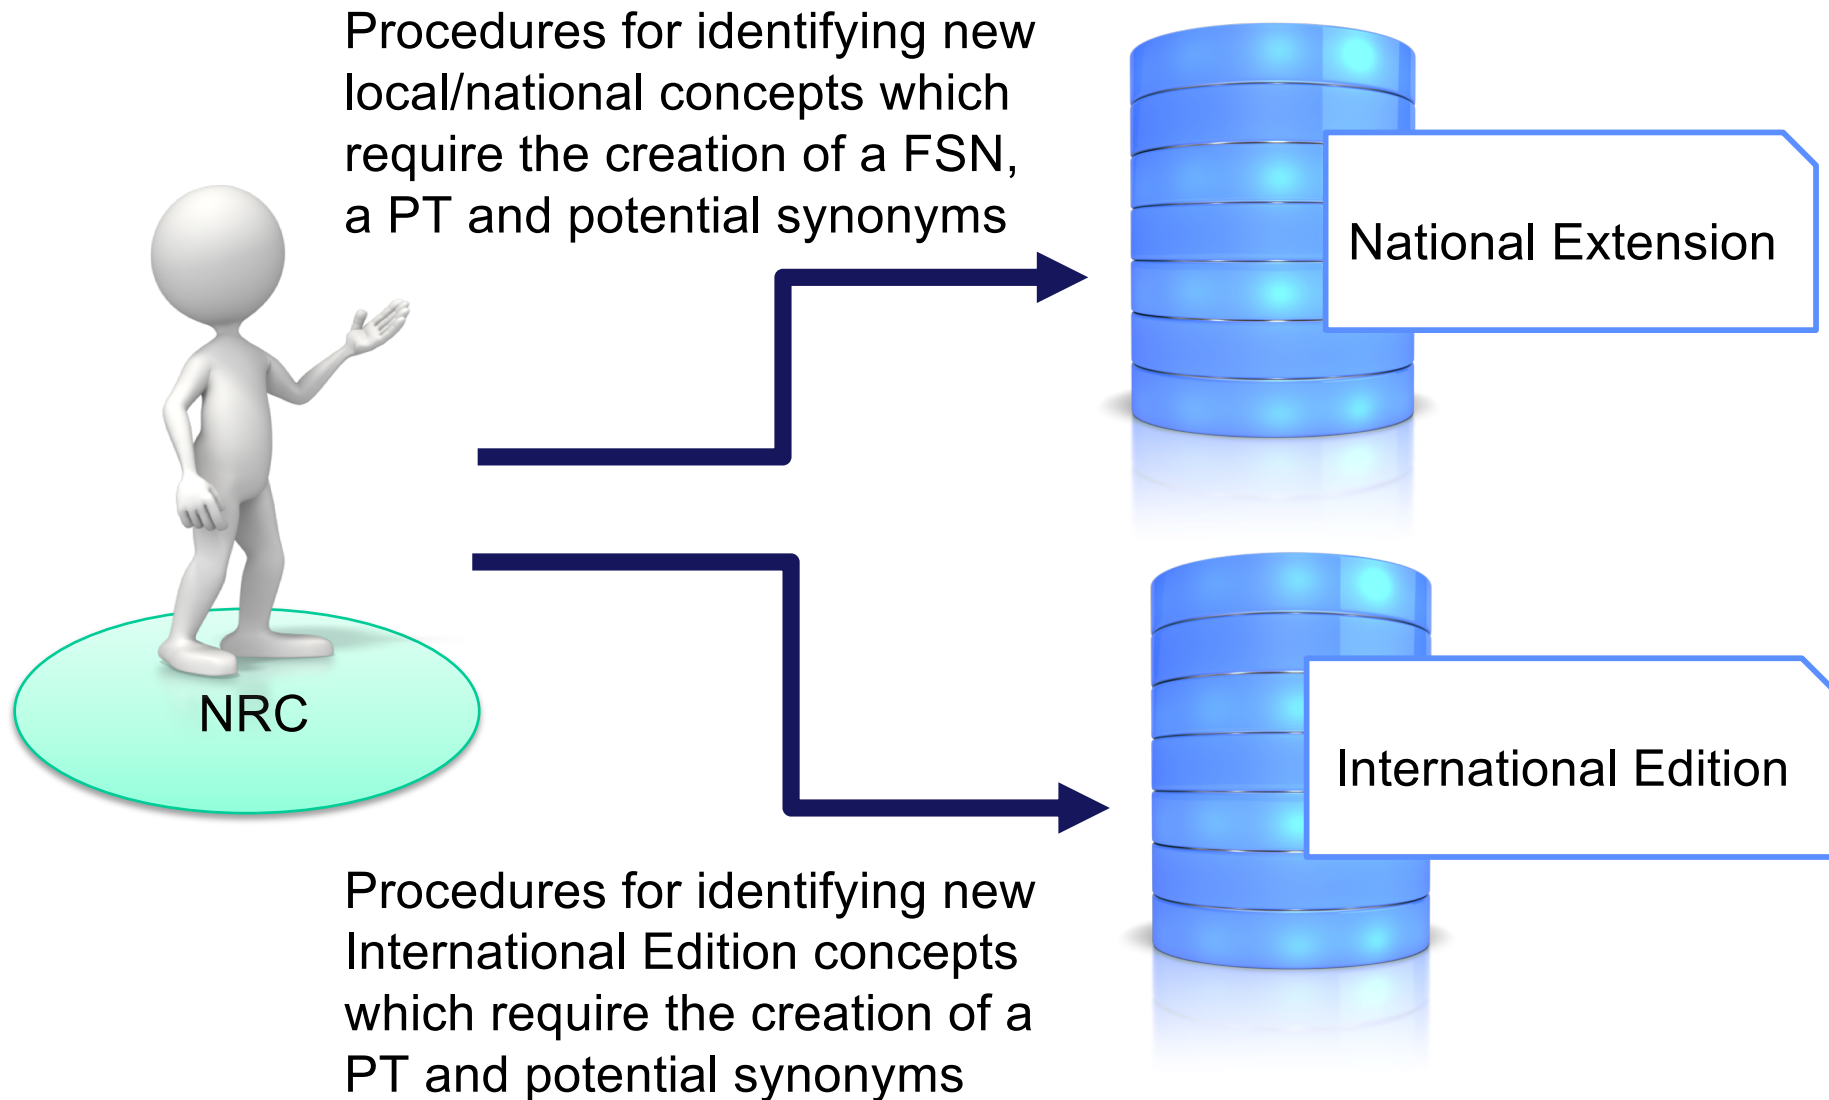 Procedures for identifying new
local/national concepts which
require the creation of a FSN,
a PT and potential synonyms
National Extension
NRC
International Edition
Procedures for identifying new
International Edition concepts
which require the creation of a
PT and potential synonyms